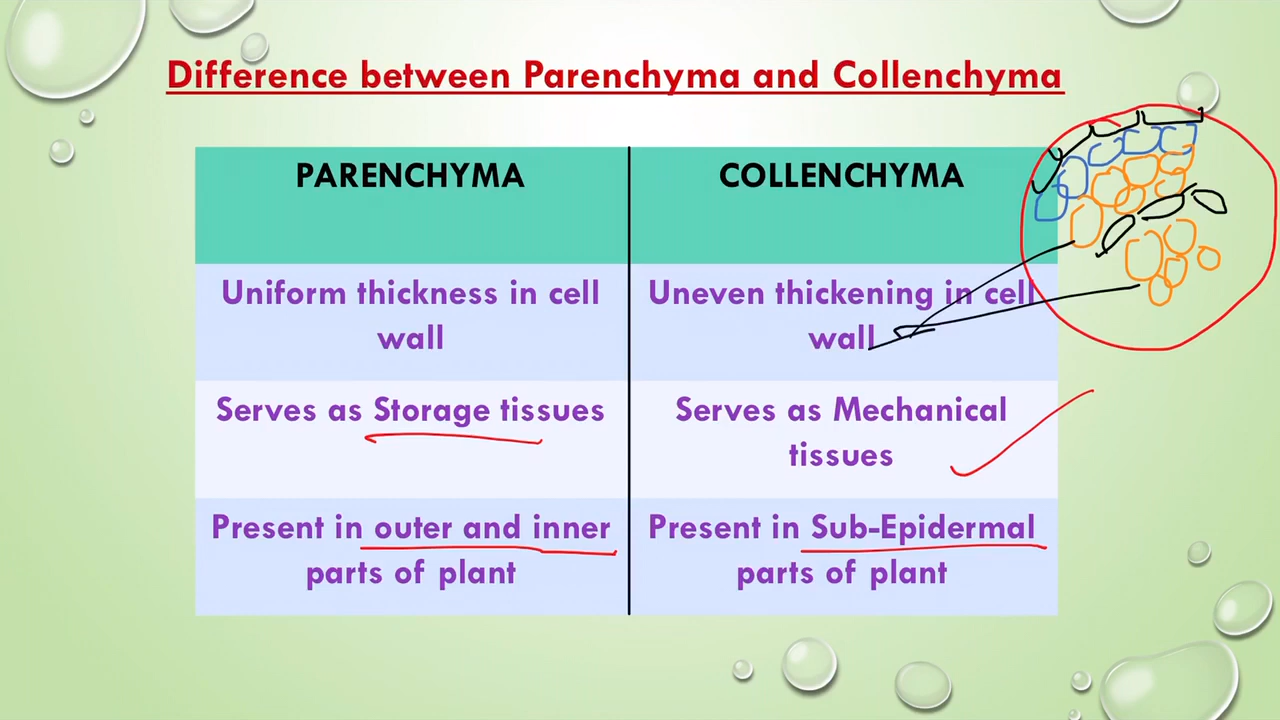 Difference between Parenchyma and Collenchyma
PARENCHYMA
COLLENCHYMA
Uniform thickness in cell
wall
Uneven thickening in cell
wall
Serves as Storage tissues
Serves as Mechanical
tissues
Present in outer and inner
parts of plant
Present in Sub-Epidermal
parts of plant